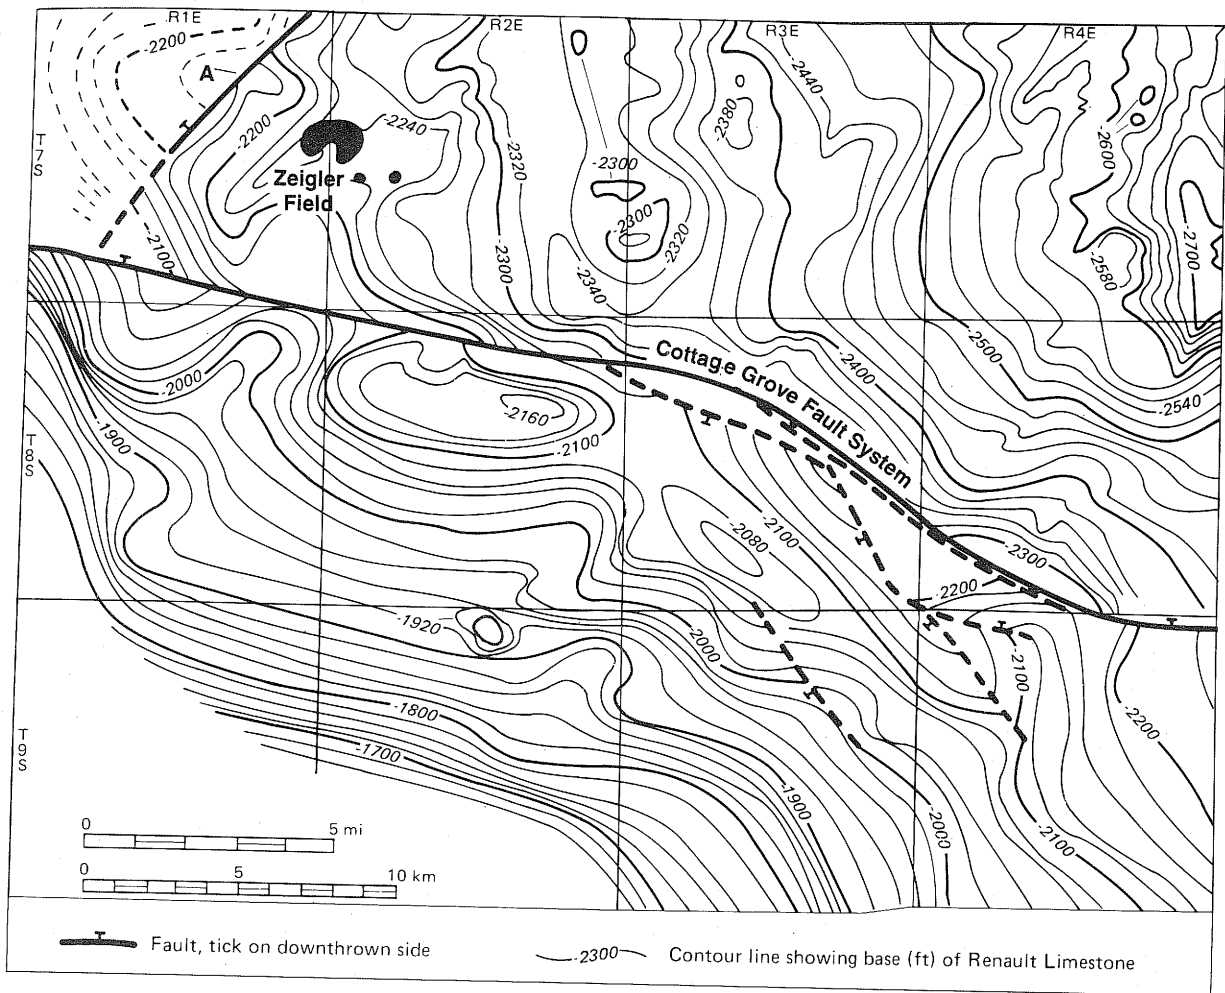 R1E
R2E
R3E
R4E
-2200
A
-2440
-2200
-2240
-2380
-2320
-2600
T
7
S
-2300
Zeigler
Field
-2300
-2320
-2100
-2300
-2340
-2580
-2700
Cottage Grove Fault System
-2500
-2400
-2000
-2540
-2160
-1900
-2100
T
8
S
-2100
-2080
-2300
-2200
-1920
-2000
-2100
-1800
-2200
T
9
S
-1700
-1900
-2000
-2100
0 5 mi
0 5 10 km
Fault, tick on downthrown side
-2300 Contour line showing base (ft) of Renault Limestone